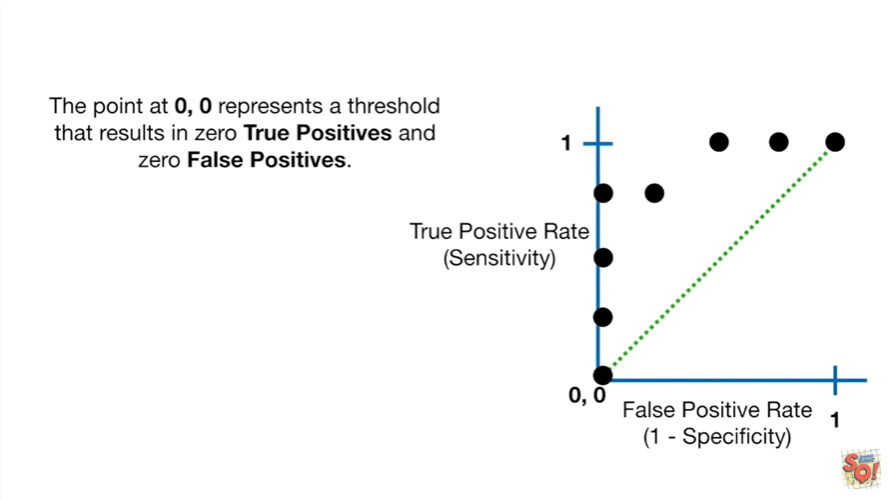 The point at 0, 0 represents a threshold
that results in zero True Positives and
zero False Positives.
1
True Positive Rate
(Sensitivity)
0, 0
False Positive Rate
(1 - Specificity)
1
SQ!